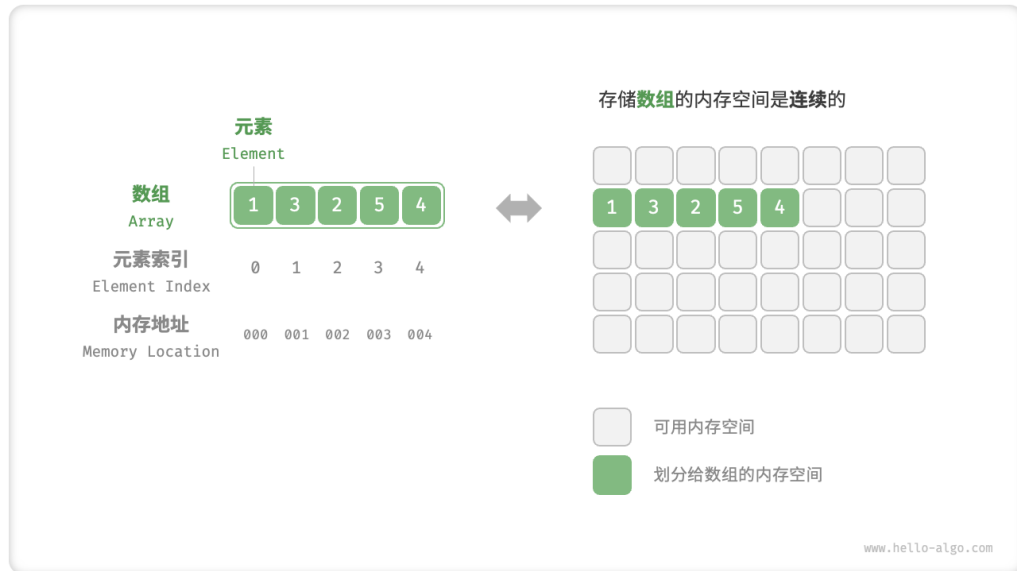 存储数组的内存空间是连续的
元素
Element
数组
Array
1 3 2 5 4
1 3 2 5 4
元素索引
Element Index
0 1 2 3 4
内存地址
Memory Location
000 001 002 003 004
可用内存空间
划分给数组的内存空间
www.hello-algo.com